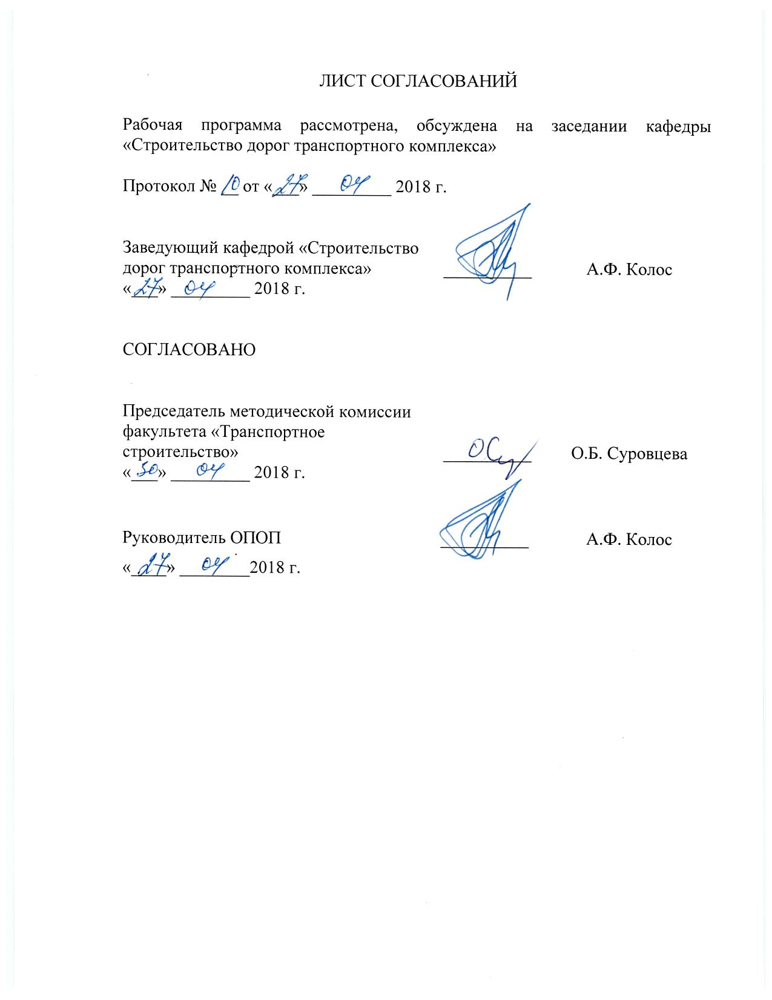 ЛИСТ СОГЛАСОВАНИЙ
Рабочая программа рассмотрена, обсуждена на заседании кафедры
«Строительство дорог транспортного комплекса»
Протокол № 10 от «27» 04 2018 г.
Заведующий кафедрой «Строительство
дорог транспортного комплекса» А.Ф. Колос
«27» 04 2018 г.
СОГЛАСОВАНО
Председатель методической комиссии
факультета «Транспортное
строительство» О.Б. Суровцева
«30» 04 2018 г.
Руководитель ОПОП А.Ф. Колос
«27» 04 2018 г.